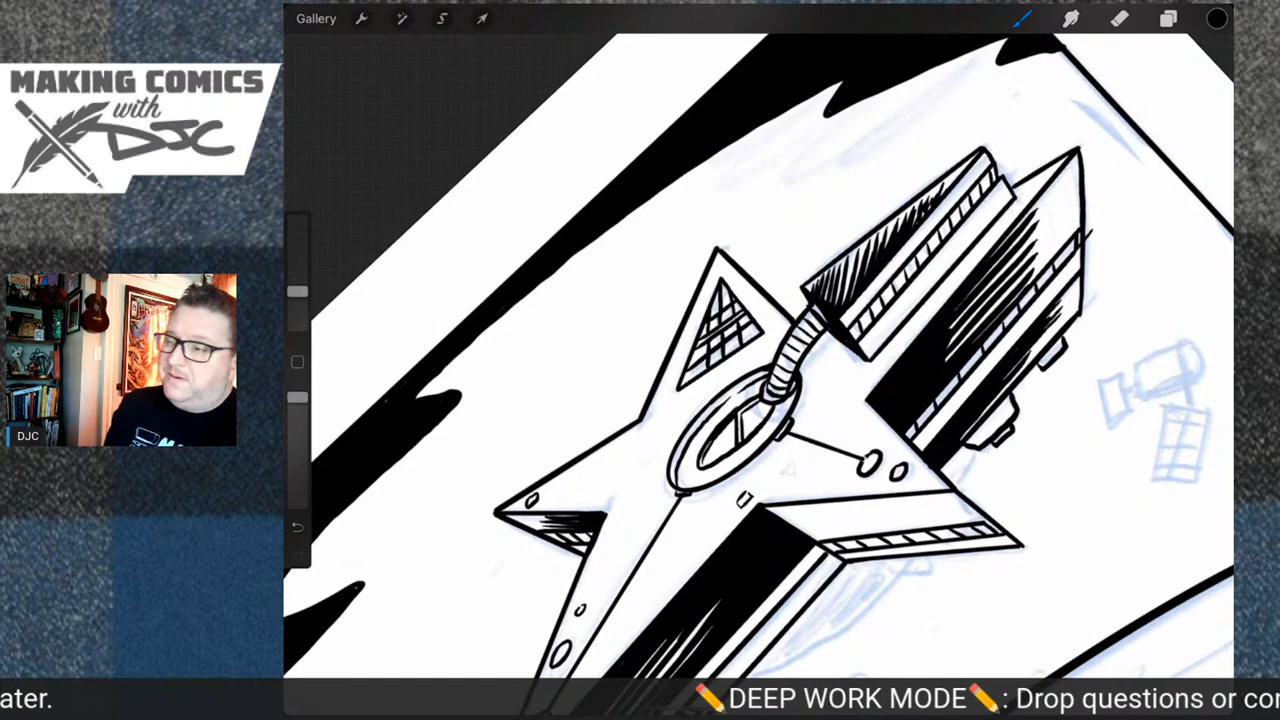 Gallery
MAKING COMICS
with
DJC
DJC
ater.
✏️DEEP WORK MODE✏️: Drop questions or co